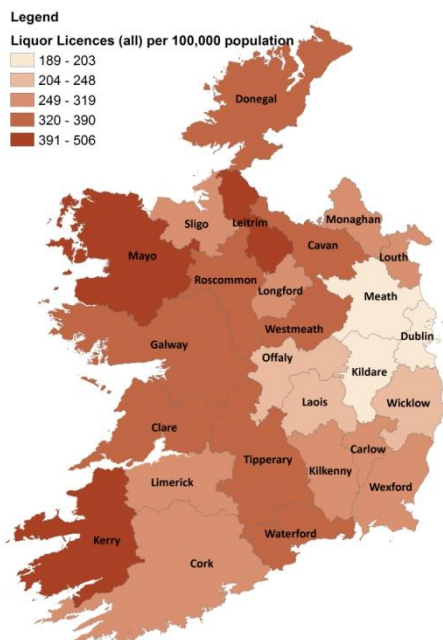 Legend
Liquor Licences (all) per 100,000 population
189 - 203
204 - 248
249 - 319
320 - 390
391 - 506
Donegal
Monaghan
Sligo
Leitrim
Cavan
Mayo
Louth
Roscommon
Longford
Meath
Westmeath
Dublin
Galway
Offaly
Kildare
Laois
Wicklow
Clare
Carlow
Tipperary
Kilkenny
Limerick
Wexford
Waterford
Kerry
Cork